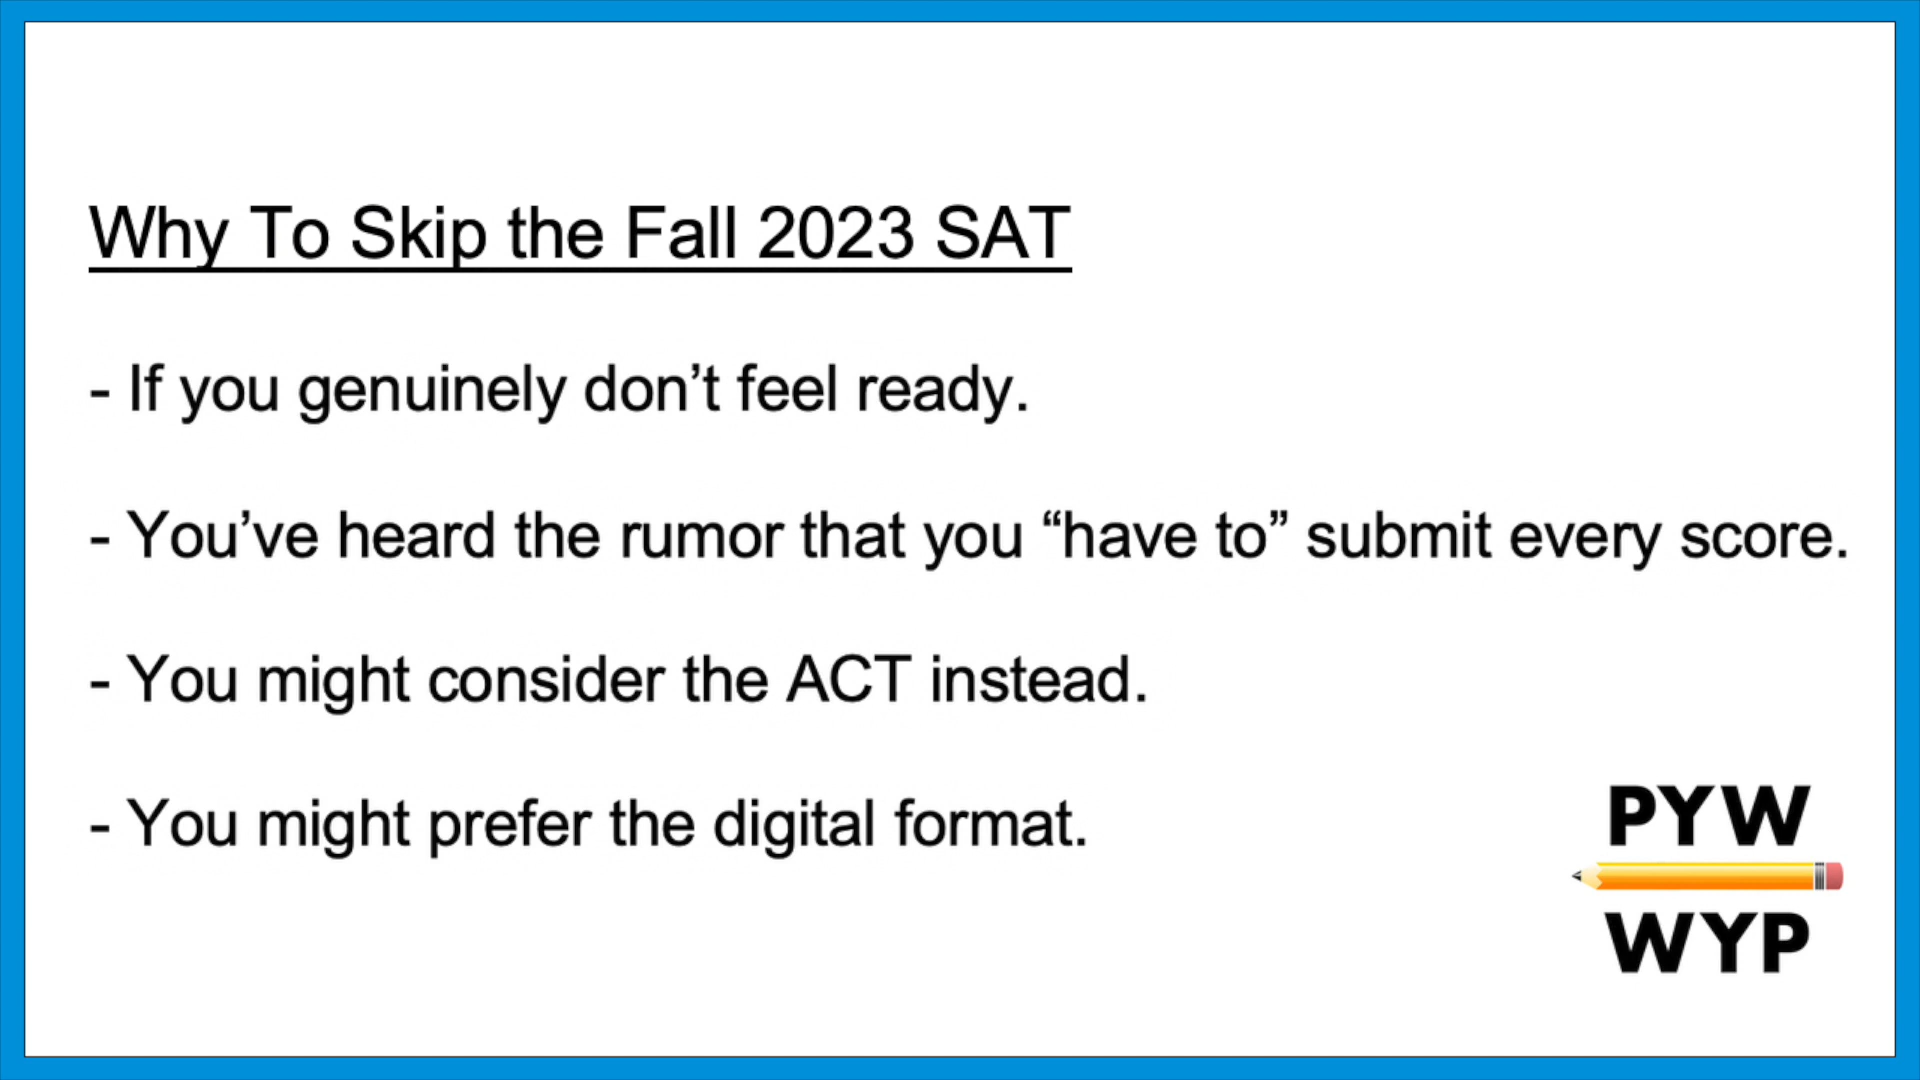 Why To Skip the Fall 2023 SAT
- If you genuinely don’t feel ready.
- You’ve heard the rumor that you “have to” submit every score.
- You might consider the ACT instead.
- You might prefer the digital format.
PYW
WYP